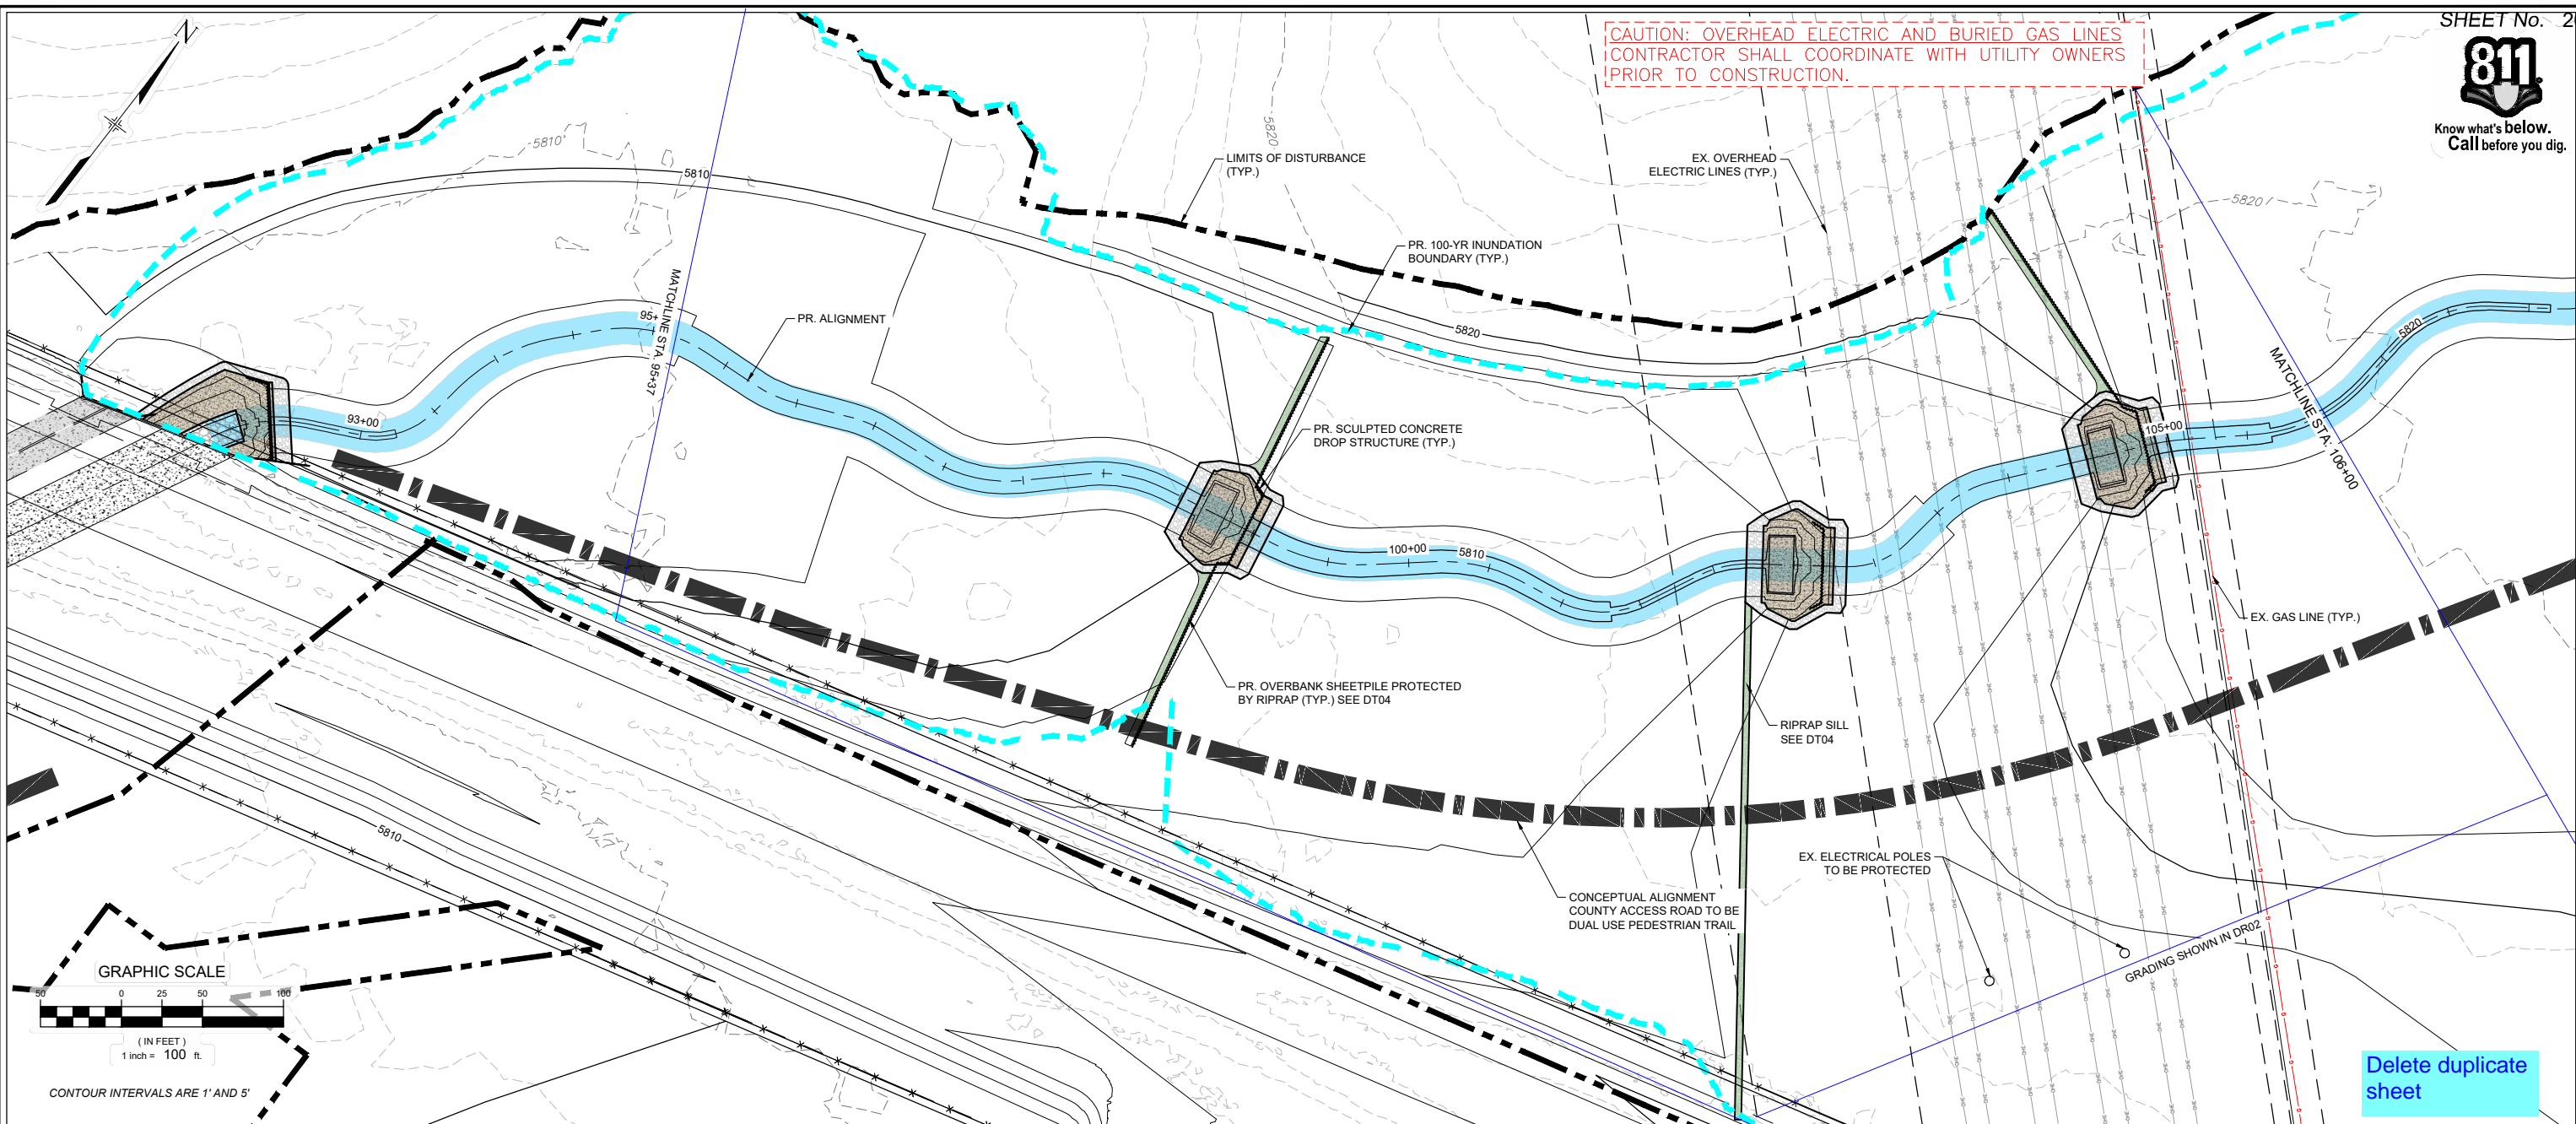 SHEET No. 2
811
Know what's below.
Call before you dig.
CAUTION: OVERHEAD ELECTRIC AND BURIED GAS LINES
CONTRACTOR SHALL COORDINATE WITH UTILITY OWNERS
PRIOR TO CONSTRUCTION.
N
5810
5810
5820
LIMITS OF DISTURBANCE
(TYP.)
EX. OVERHEAD
ELECTRIC LINES (TYP.)
5820
PR. 100-YR INUNDATION
BOUNDARY (TYP.)
MATCHLINE STA: 95+37
95+
PR. ALIGNMENT
5820
5820
MATCHLINE STA: 106+00
93+00
PR. SCULPTED CONCRETE
DROP STRUCTURE (TYP.)
105+00
100+00
5810
EX. GAS LINE (TYP.)
PR. OVERBANK SHEETPILE PROTECTED
BY RIPRAP (TYP.) SEE DT04
RIPRAP SILL
SEE DT04
5810
EX. ELECTRICAL POLES
TO BE PROTECTED
CONCEPTUAL ALIGNMENT
COUNTY ACCESS ROAD TO BE
DUAL USE PEDESTRIAN TRAIL
GRADING SHOWN IN DR02
GRAPHIC SCALE
50 0 25 50 100
( IN FEET )
1 inch = 100 ft.
CONTOUR INTERVALS ARE 1' AND 5'
Delete duplicate
sheet